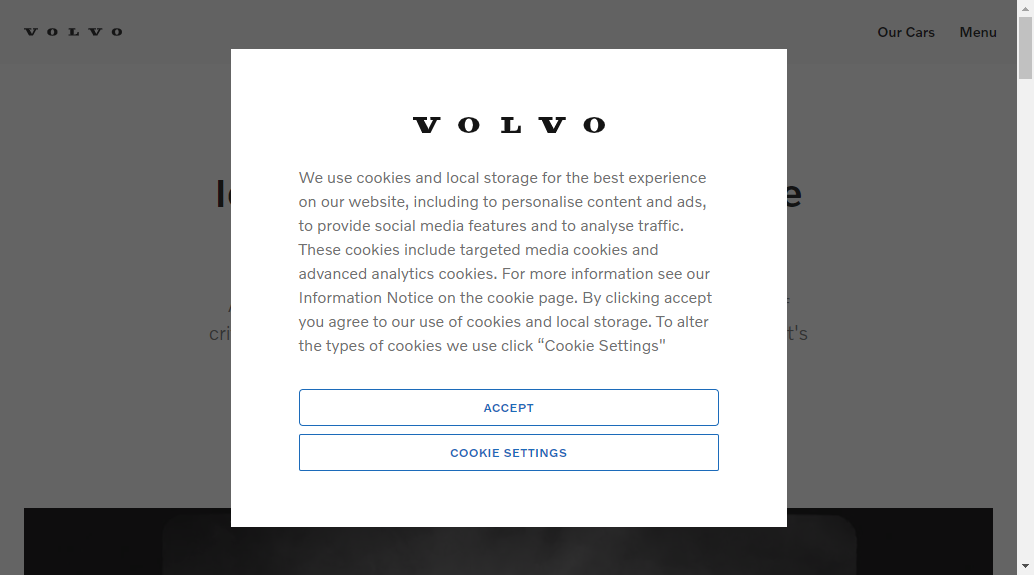 VOLVO
Our Cars
Menu
VOLVO
We use cookies and local storage for the best experience
on our website, including to personalise content and ads,
to provide social media features and to analyse traffic.
These cookies include targeted media cookies and
advanced analytics cookies. For more information see our
Information Notice on the cookie page. By clicking accept
you agree to our use of cookies and local storage. To alter
the types of cookies we use click “Cookie Settings"
ACCEPT
COOKIE SETTINGS